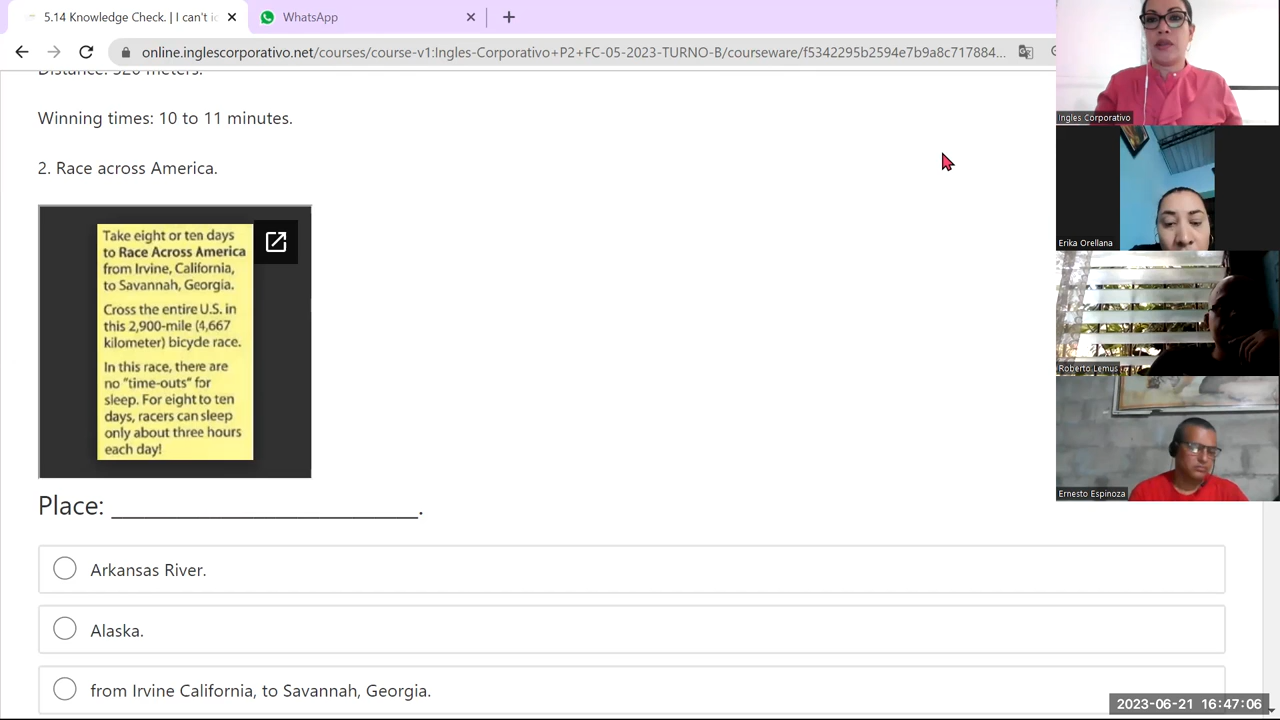 5.14 Knowledge Check. | I can't ic
WhatsApp
online.inglescorporativo.net/courses/course-v1:Ingles-Corporativo+P2+FC-05-2023-TURNO-B/courseware/f5342295b2594e7b9a8c717884...
Distance: 320 meters.
Winning times: 10 to 11 minutes.
2. Race across America.
Take eight or ten days
to Race Across America
from Irvine, California,
to Savannah, Georgia.
Cross the entire U.S. in
this 2,900-mile (4,667
kilometer) bicycle race.
In this race, there are
no "time-outs" for
sleep. For eight to ten
days, racers can sleep
only about three hours
each day!
Place: ______________________.
Arkansas River.
Alaska.
from Irvine California, to Savannah, Georgia.
Ingles Corporativo
Erika Orellana
Roberto Lemus
Ernesto Espinoza
2023-06-21 16:47:06